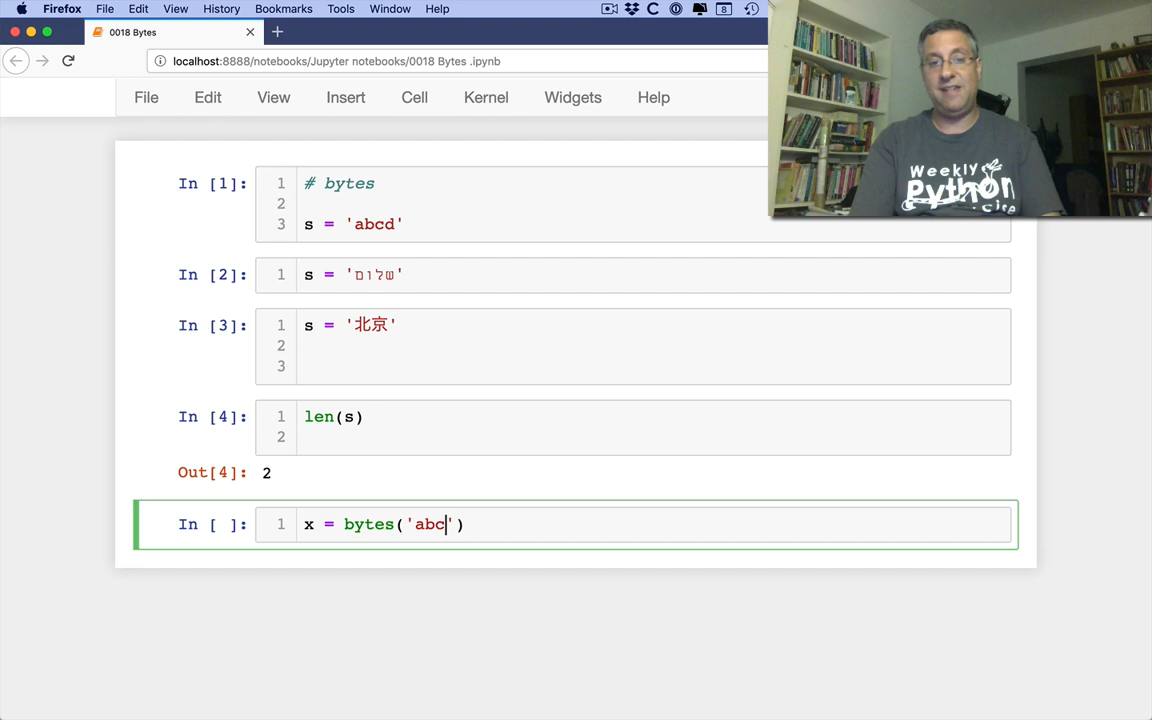 Firefox File Edit View History Bookmarks Tools Window Help
0018 Bytes
localhost:8888/notebooks/Jupyter notebooks/0018 Bytes .ipynb
File Edit View Insert Cell Kernel Widgets Help
In [1]: 1 # bytes
2
3 s = 'abcd'
In [2]: 1 s = 'שלום'
In [3]: 1 s = '北京'
2
3
In [4]: 1 len(s)
2
Out[4]: 2
In [ ]: 1 x = bytes('abc')
Weekly
Python